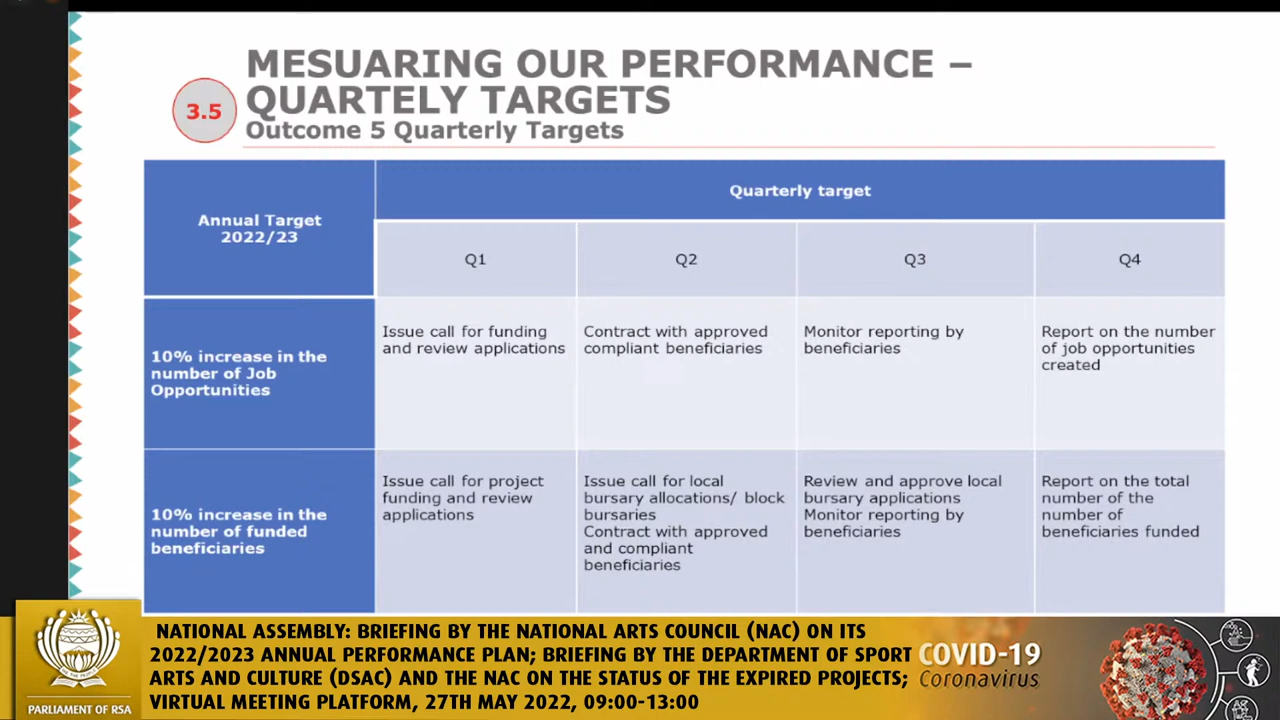 MESUARING OUR PERFORMANCE –
QUARTELY TARGETS
3.5
Outcome 5 Quarterly Targets
Annual Target
2022/23
Quarterly target
Q1
Q2
Q3
Q4
10% increase in the
number of Job
Opportunities
Issue call for funding
and review applications
Contract with approved
compliant beneficiaries
Monitor reporting by
beneficiaries
Report on the number
of job opportunities
created
10% increase in the
number of funded
beneficiaries
Issue call for project
funding and review
applications
Issue call for local
bursary allocations/ block
bursaries
Contract with approved
and compliant
beneficiaries
Review and approve local
bursary applications
Monitor reporting by
beneficiaries
Report on the total
number of the
number of
beneficiaries funded
PARLIAMENT OF RSA
NATIONAL ASSEMBLY: BRIEFING BY THE NATIONAL ARTS COUNCIL (NAC) ON ITS
2022/2023 ANNUAL PERFORMANCE PLAN; BRIEFING BY THE DEPARTMENT OF SPORT
ARTS AND CULTURE (DSAC) AND THE NAC ON THE STATUS OF THE EXPIRED PROJECTS;
VIRTUAL MEETING PLATFORM, 27TH MAY 2022, 09:00-13:00
COVID-19
Coronavirus